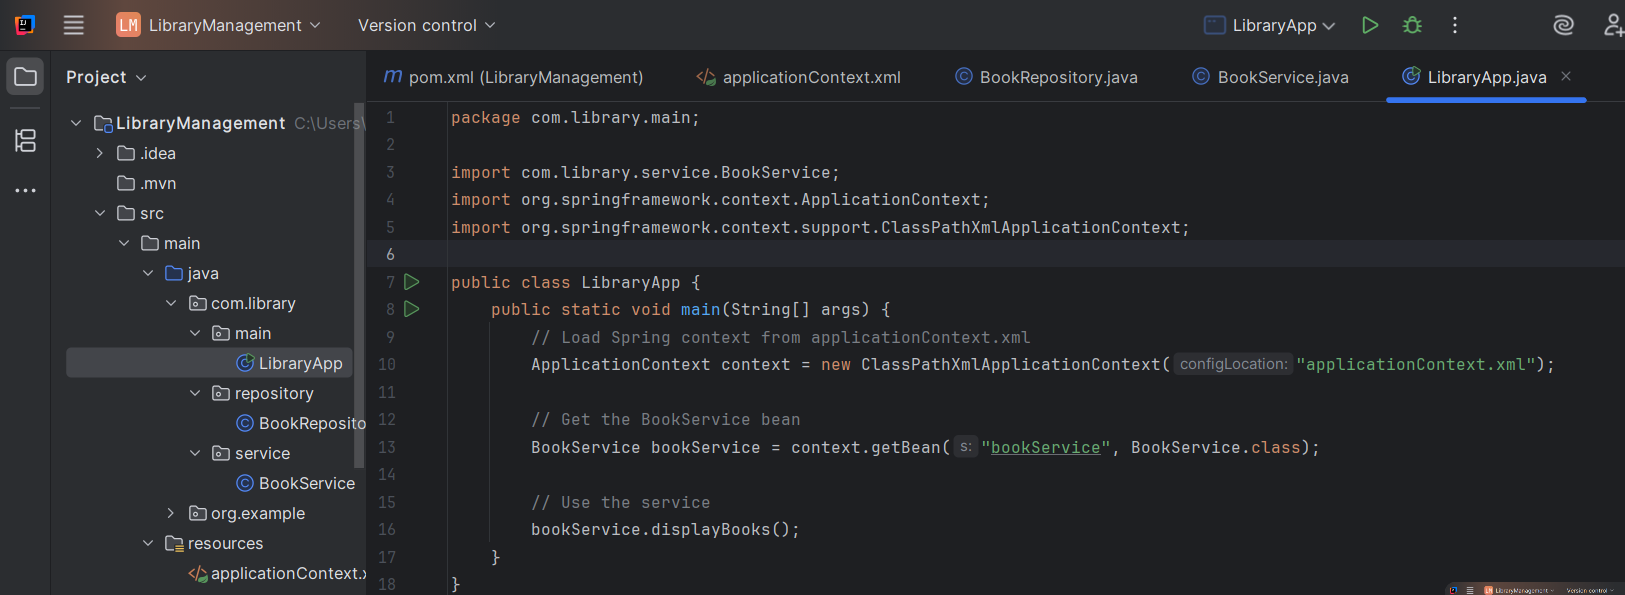 LM LibraryManagement Version control LibraryApp
Project
m pom.xml (LibraryManagement) applicationContext.xml BookRepository.java BookService.java LibraryApp.java
LibraryManagement C:\Users\
.idea
.mvn
src
main
java
com.library
main
LibraryApp
repository
BookReposito
service
BookService
org.example
resources
applicationContext.x
1 package com.library.main;
2
3 import com.library.service.BookService;
4 import org.springframework.context.ApplicationContext;
5 import org.springframework.context.support.ClassPathXmlApplicationContext;
6
7 public class LibraryApp {
8 public static void main(String[] args) {
9 // Load Spring context from applicationContext.xml
10 ApplicationContext context = new ClassPathXmlApplicationContext( configLocation: "applicationContext.xml");
11
12 // Get the BookService bean
13 BookService bookService = context.getBean( s: "bookService", BookService.class);
14
15 // Use the service
16 bookService.displayBooks();
17 }
18 }
LM LibraryManagement Version control